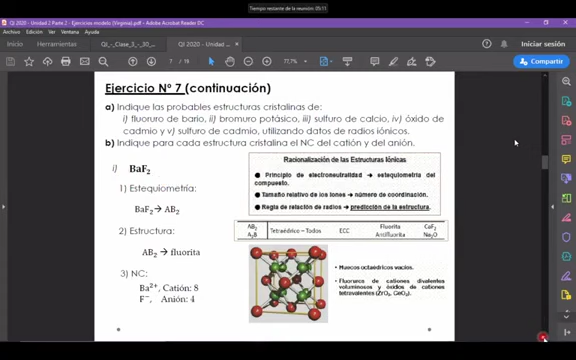 Tiempo restante de la reunión: 05:11
QI 2020 - Unidad 2 Parte 2 - Ejercicios modelo (Virginia).pdf - Adobe Acrobat Reader DC
Inicio Herramientas QI_-_Clase_3_-_30_... QI 2020 - Unidad ... × Iniciar sesión
7 / 19 77,7% Compartir
Ejercicio Nº 7 (continuación)
a) Indique las probables estructuras cristalinas de:
i) fluoruro de bario, ii) bromuro potásico, iii) sulfuro de calcio, iv) óxido de
cadmio y v) sulfuro de cadmio, utilizando datos de radios iónicos.
b) Indique para cada estructura cristalina el NC del catión y del anión.
i) BaF₂
1) Estequiometría:
BaF₂→ AB₂
2) Estructura:
AB₂ → fluorita
3) NC:
Ba²⁺, Catión: 8
F⁻, Anión: 4
Racionalización de las Estructuras Iónicas
● Principio de electroneutralidad → estequiometría del
compuesto.
● Tamaño relativo de los iones → número de coordinación.
● Regla de relación de radios → predicción de la estructura.
AB₂ Tetraédrico – Todos ECC Fluorita CaF₂
A₂B Antifluorita Na₂O
• Huecos octaédricos vacíos.
• Fluoruros de cationes divalentes
voluminosos y óxidos de cationes
tetravalentes (ZrO₂, CeO₂).